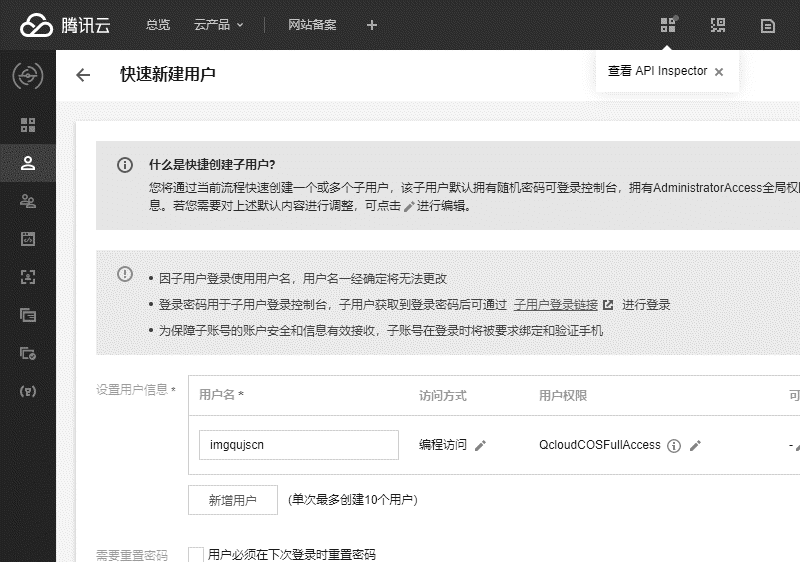 腾讯云 总览 云产品 网站备案 +
查看 API Inspector ×
快速新建用户
什么是快捷创建子用户?
您将通过当前流程快速创建一个或多个子用户，该子用户默认拥有随机密码可登录控制台，拥有AdministratorAccess全局权
息。若您需要对上述默认内容进行调整，可点击 进行编辑。
• 因子用户登录使用用户名，用户名一经确定将无法更改
• 登录密码用于子用户登录控制台，子用户获取到登录密码后可通过 子用户登录链接 进行登录
• 为保障子账号的账户安全和信息有效接收，子账号在登录时将被要求绑定和验证手机
设置用户信息 *
用户名 * 访问方式 用户权限 可
imgqujscn 编程访问 QcloudCOSFullAccess -
新增用户 (单次最多创建10个用户)
需要重置密码 用户必须在下次登录时重置密码